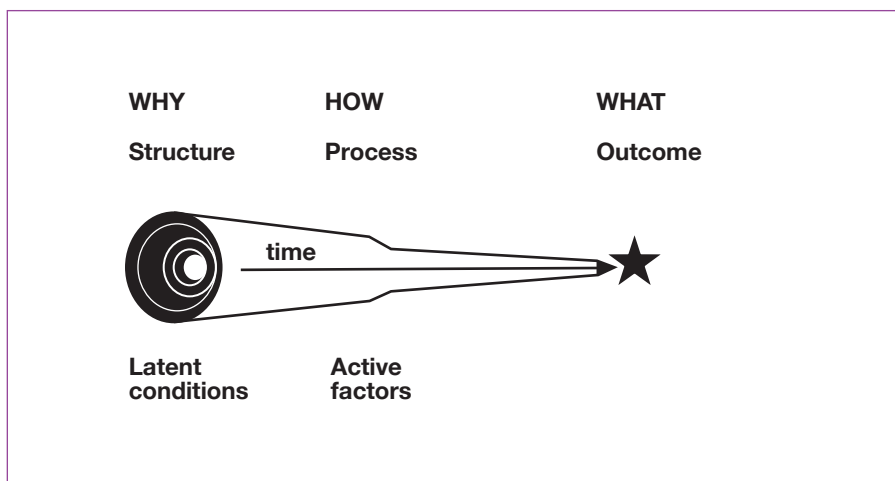 WHY
HOW
WHAT
Structure
Process
Outcome
time
Latent
conditions
Active
factors